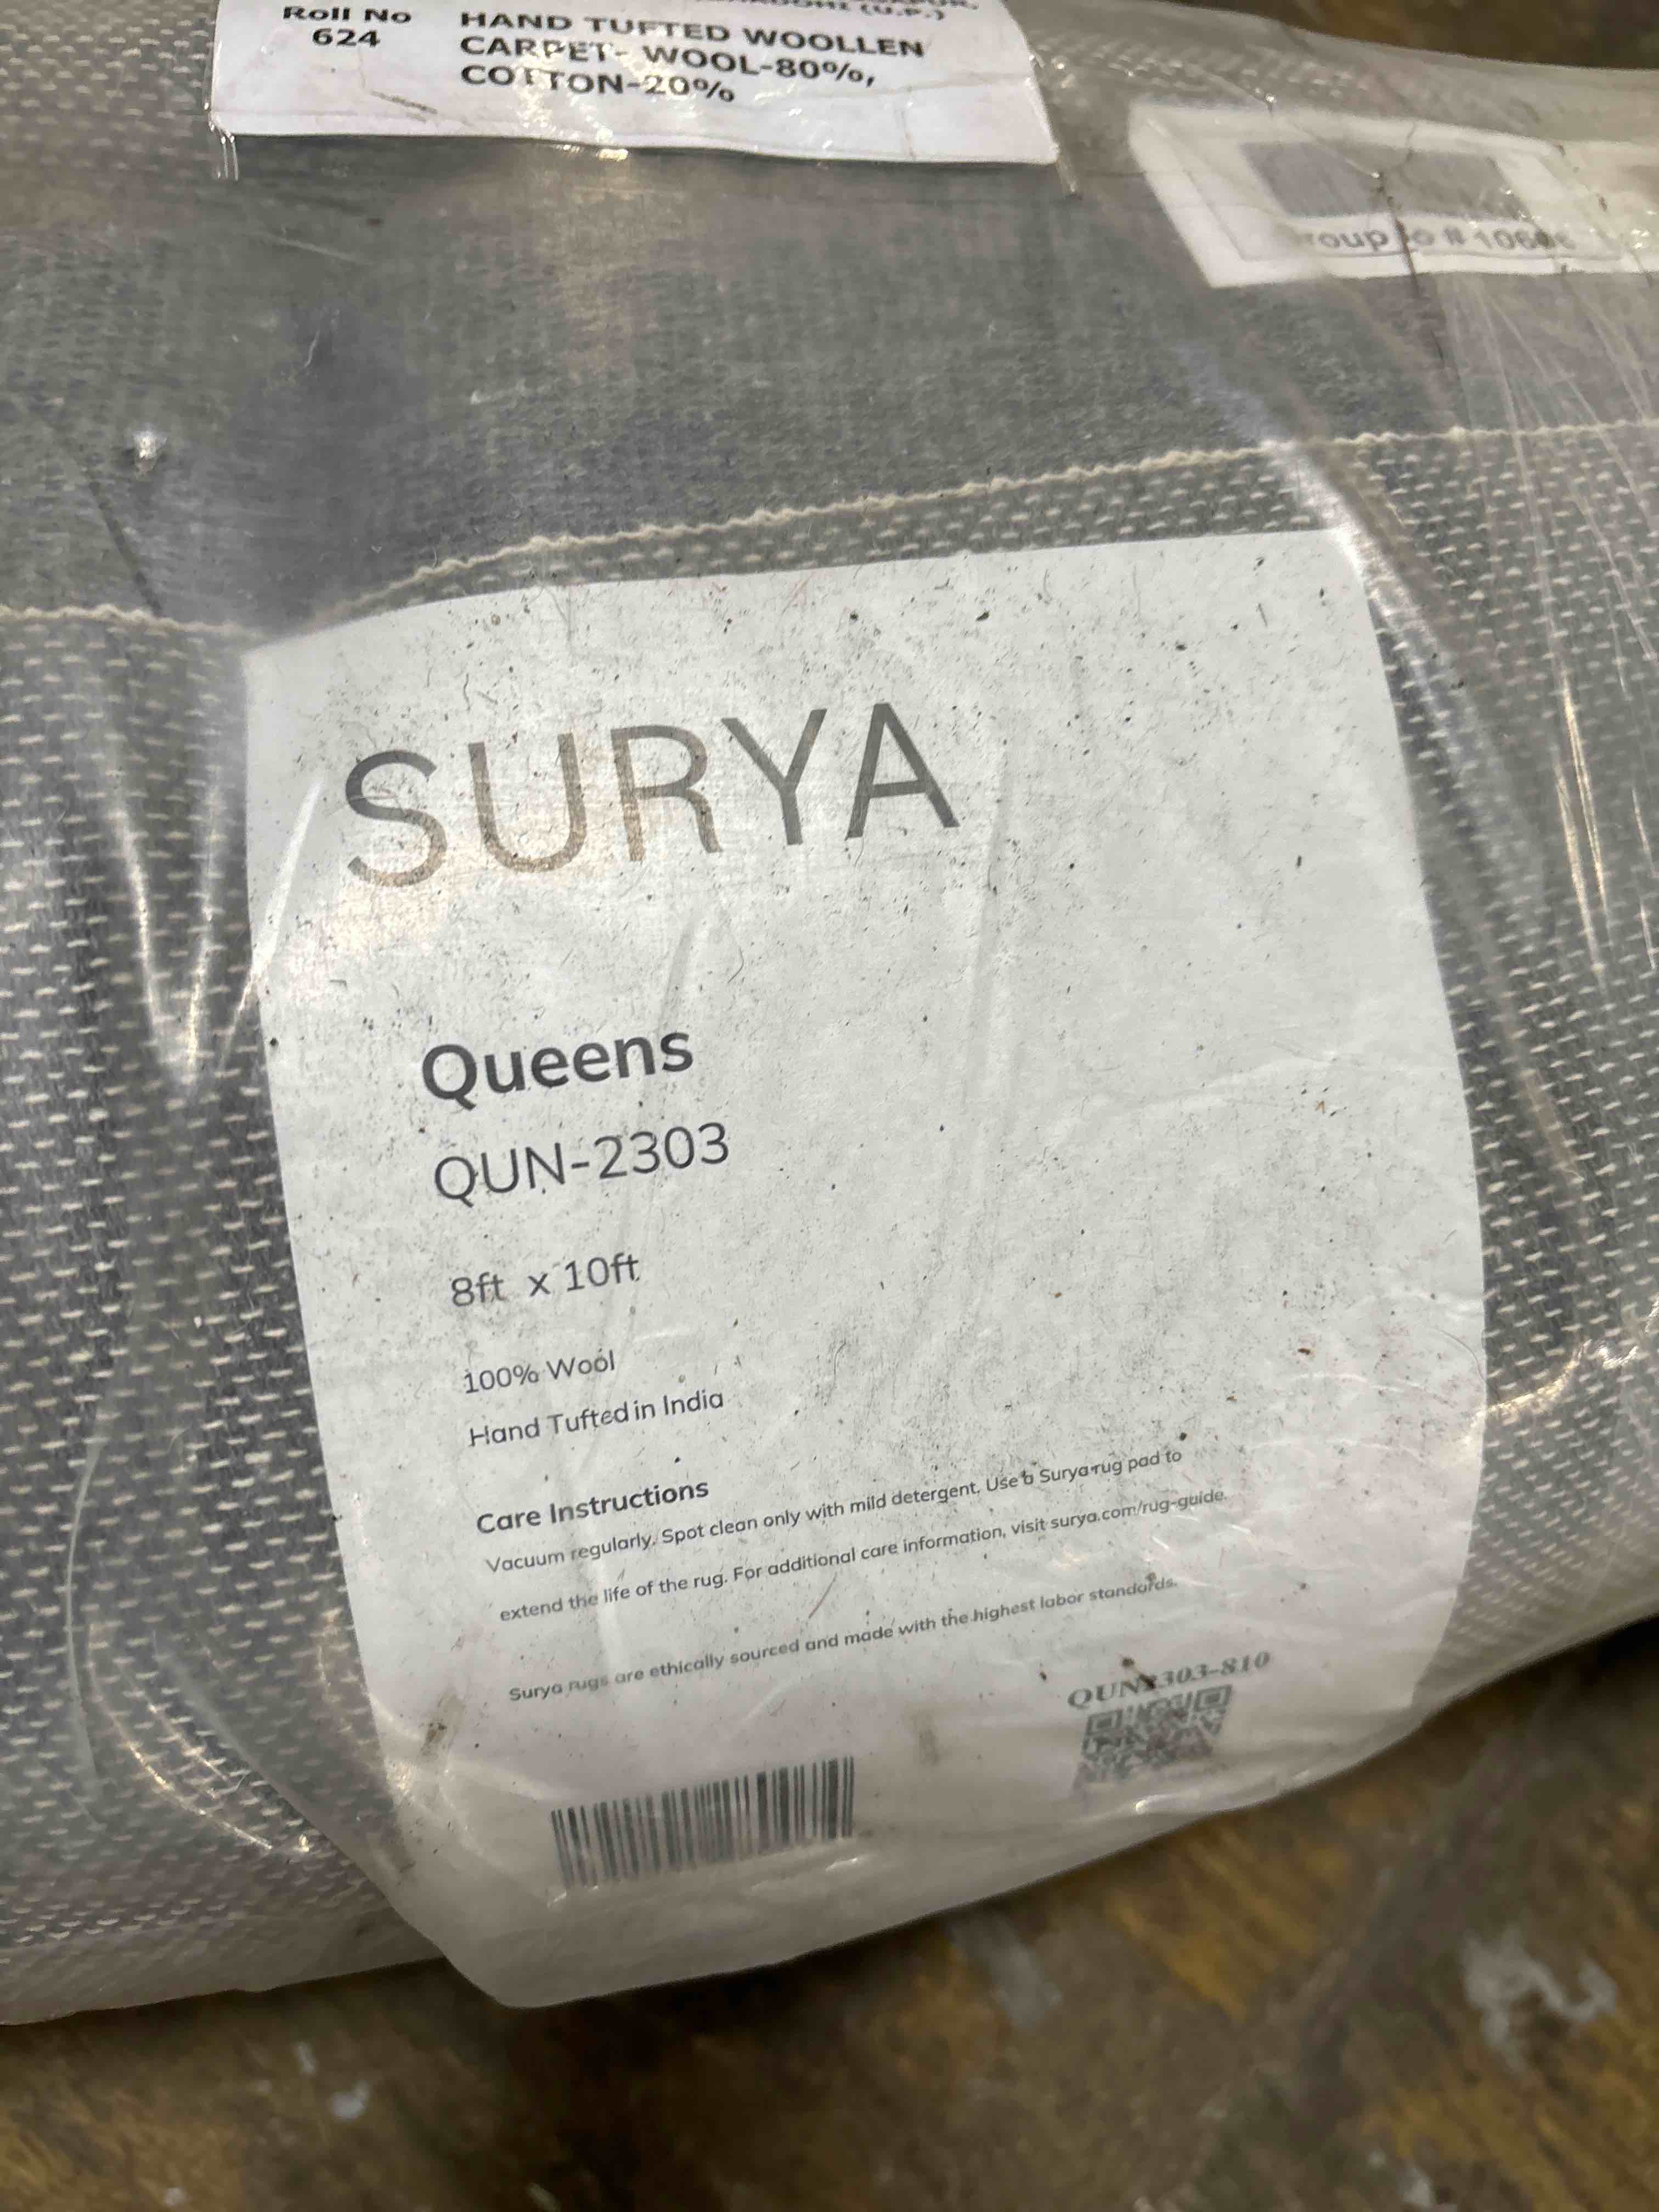 (U.P.)
Roll No
624
HAND TUFTED WOOLLEN
CARPET- WOOL-80%,
COTTON-20%
SURYA
Queens
QUN-2303
8ft x 10ft
100% Wool
Hand Tufted in India
Care Instructions
Vacuum regularly. Spot clean only with mild detergent. Use a Surya rug pad to
extend the life of the rug. For additional care information, visit surya.com/rug-guide.
Surya rugs are ethically sourced and made with the highest labor standards.
QUN2303-810